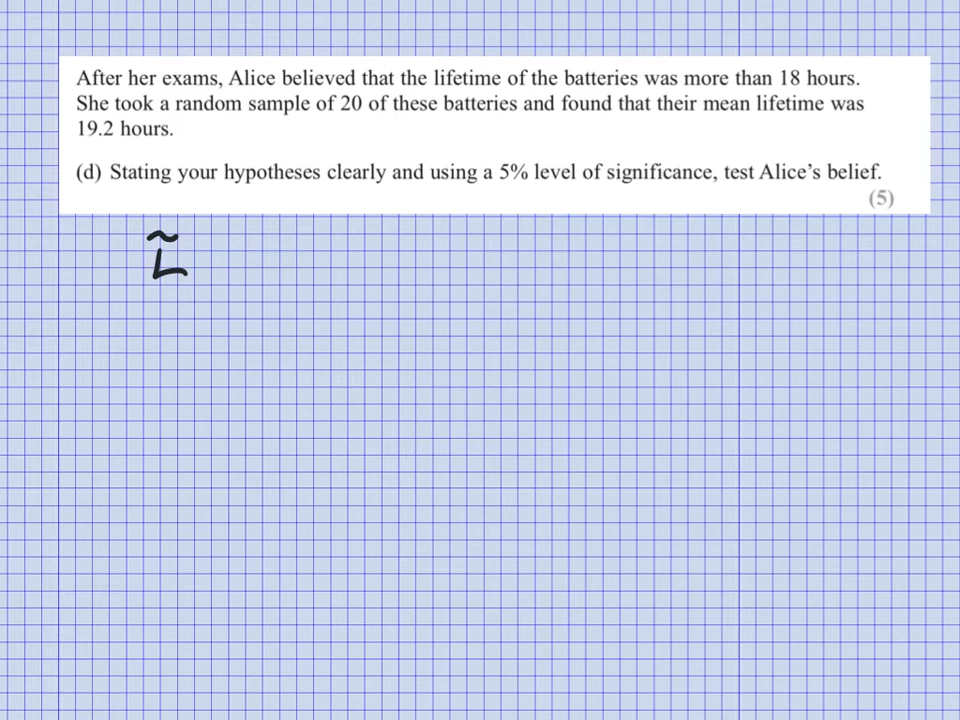 After her exams, Alice believed that the lifetime of the batteries was more than 18 hours.
She took a random sample of 20 of these batteries and found that their mean lifetime was
19.2 hours.
(d) Stating your hypotheses clearly and using a 5% level of significance, test Alice's belief.
(5)
L̃